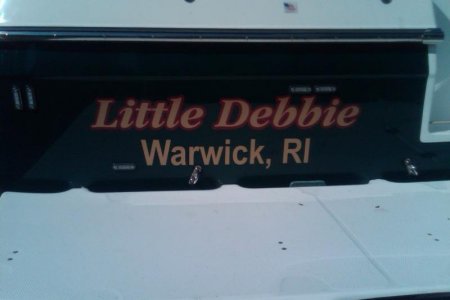 Little Debbie
Warwick, RI